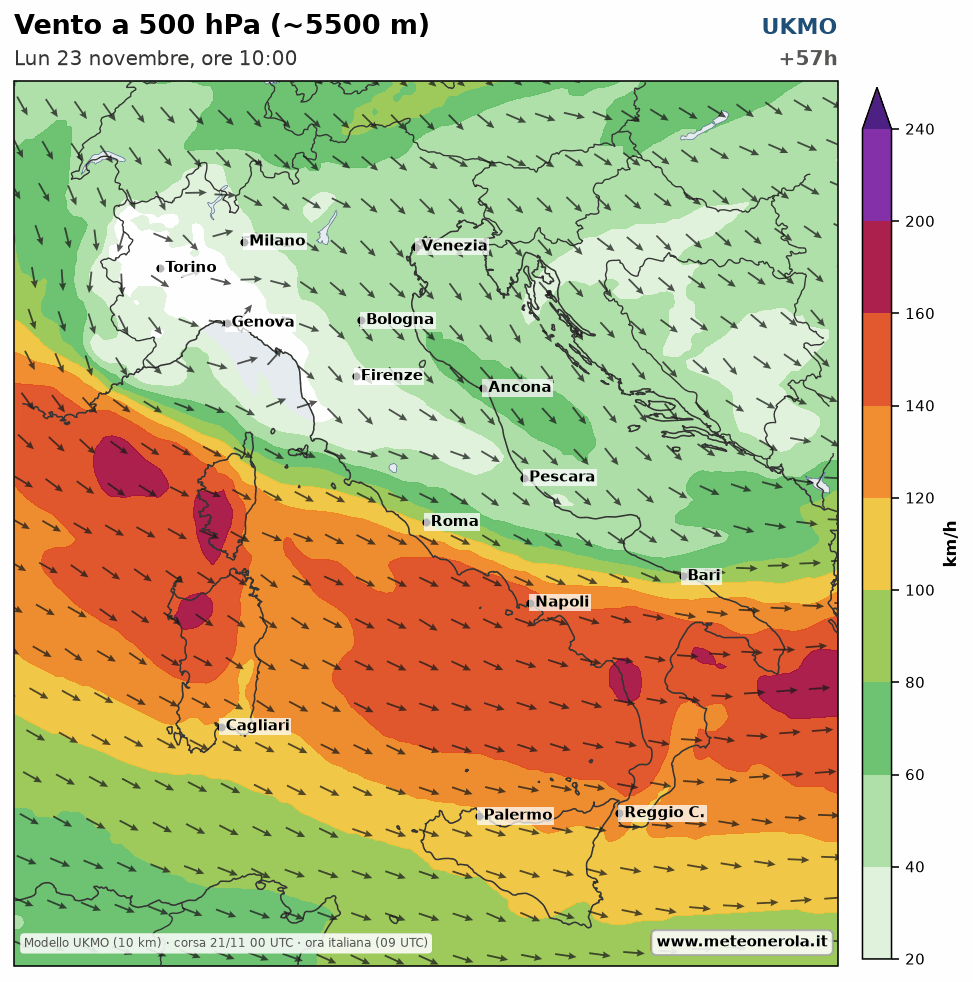 Vento a 500 hPa (~5500 m)
UKMO
Lun 23 novembre, ore 10:00
+57h
Milano
Venezia
Torino
Genova
Bologna
Firenze
Ancona
Pescara
Roma
Bari
Napoli
Cagliari
Palermo
Reggio C.
240
200
160
140
120
100
80
60
40
20
km/h
Modello UKMO (10 km) · corsa 21/11 00 UTC · ora italiana (09 UTC)
www.meteonerola.it